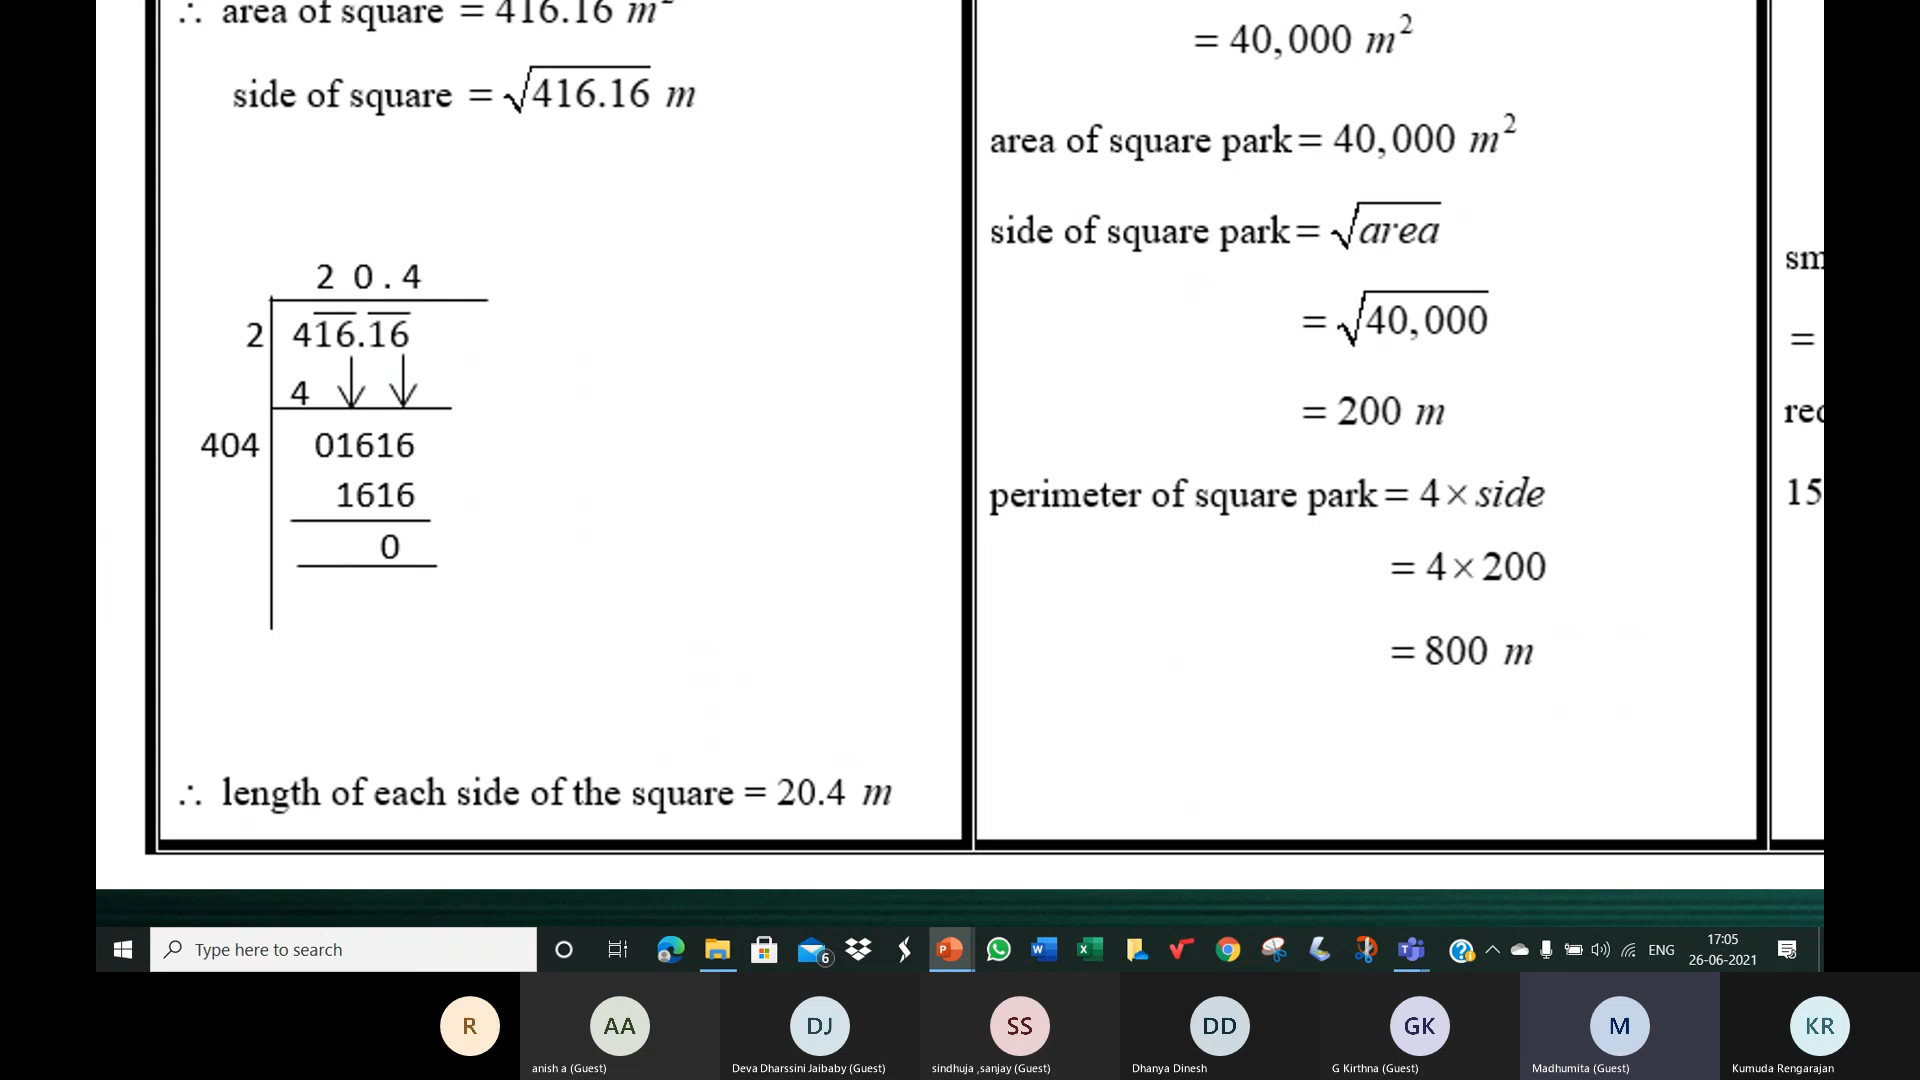 ∴ area of square = 416.16 m²
side of square = √416.16 m
2 0 . 4
2 416.16
4
404 01616
1616
0
∴ length of each side of the square = 20.4 m
= 40,000 m²
area of square park = 40,000 m²
side of square park = √area
= √40,000
= 200 m
perimeter of square park = 4 × side
= 4 × 200
= 800 m
=
15
Type here to search
6
ENG
17:05
26-06-2021
R
AA
DJ
SS
DD
GK
M
KR
anish a (Guest)
Deva Dharssini Jaibaby (Guest)
sindhuja ,sanjay (Guest)
Dhanya Dinesh
G Kirthna (Guest)
Madhumita (Guest)
Kumuda Rengarajan